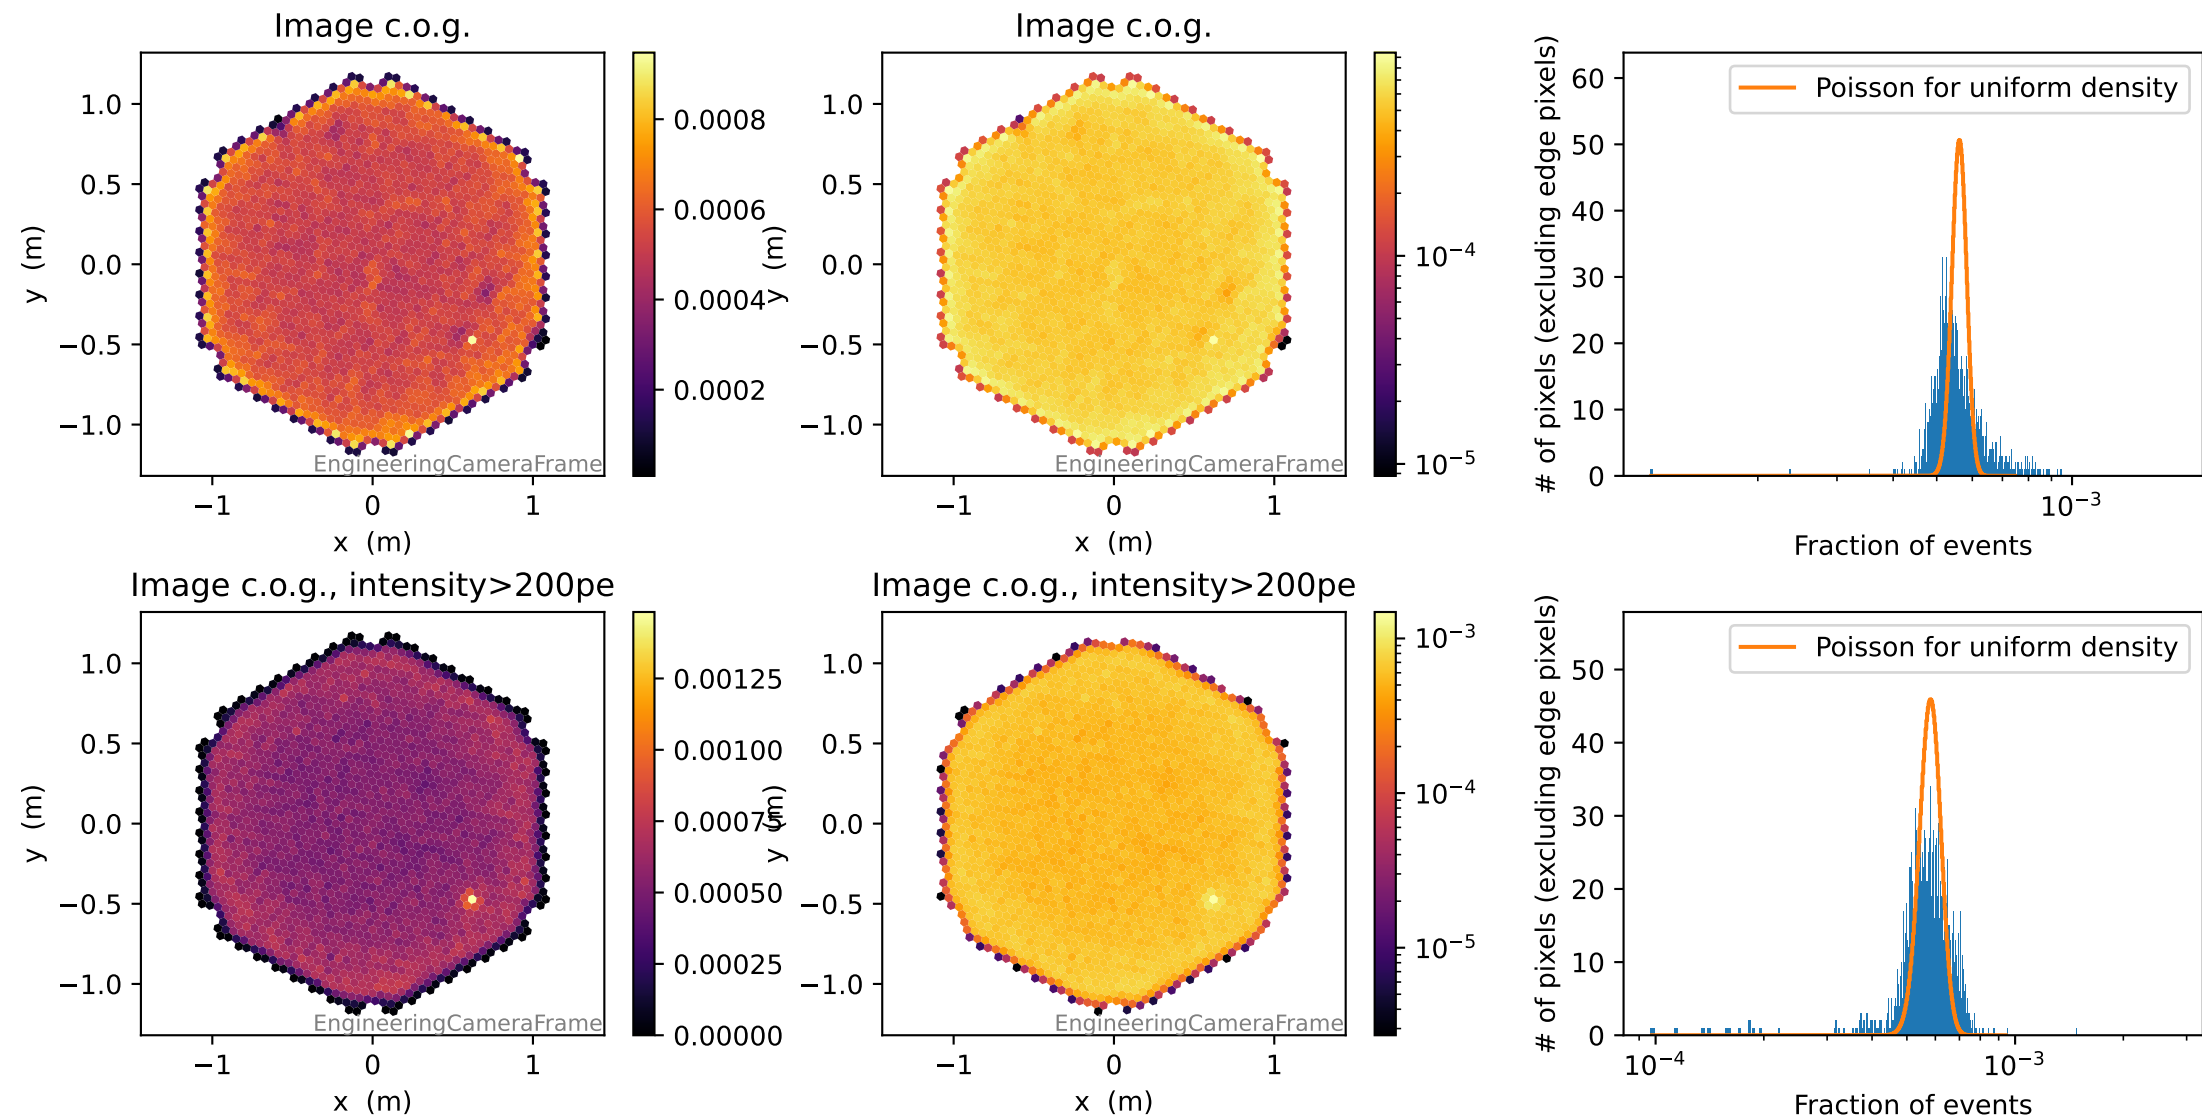 Image c.o.g.
1.0
0.5
0.0
−0.5
−1.0
y (m)
−1
0
1
x (m)
EngineeringCameraFrame
0.0008
0.0006
0.0004
0.0002
Image c.o.g.
1.0
0.5
0.0
−0.5
−1.0
y (m)
−1
0
1
x (m)
EngineeringCameraFrame
10⁻⁴
10⁻⁵
# of pixels (excluding edge pixels)
60
50
40
30
20
10
0
Poisson for uniform density
10⁻³
Fraction of events
Image c.o.g., intensity>200pe
1.0
0.5
0.0
−0.5
−1.0
y (m)
−1
0
1
x (m)
EngineeringCameraFrame
0.00125
0.00100
0.00075
0.00050
0.00025
0.00000
Image c.o.g., intensity>200pe
1.0
0.5
0.0
−0.5
−1.0
y (m)
−1
0
1
x (m)
EngineeringCameraFrame
10⁻³
10⁻⁴
10⁻⁵
# of pixels (excluding edge pixels)
50
40
30
20
10
0
Poisson for uniform density
10⁻⁴
10⁻³
Fraction of events